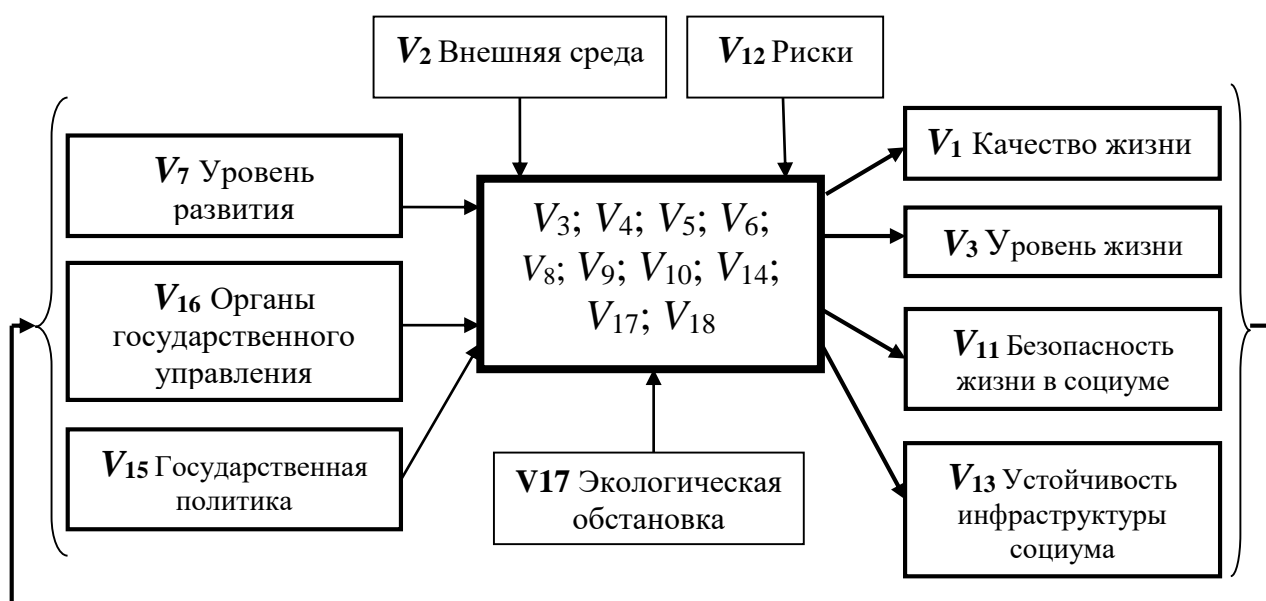 V2 Внешняя среда
V12 Риски
V7 Уровень
развития
V16 Органы
государственного
управления
V15 Государственная
политика
V3; V4; V5; V6;
V8; V9; V10; V14;
V17; V18
V17 Экологическая
обстановка
V1 Качество жизни
V3 Уровень жизни
V11 Безопасность
жизни в социуме
V13 Устойчивость
инфраструктуры
социума